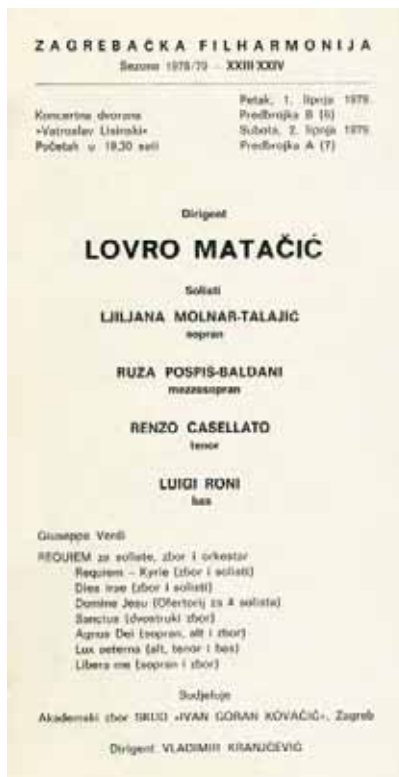 ZAGREBAČKA FILHARMONIJA
Sezona 1978/79 - XXIII XXIV
Petak, 1. lipnja 1979.
Koncertna dvorana
Predbrojka B (6)
»Vatroslav Lisinski«
Subota, 2. lipnja 1979.
Početak u 19,30 sati
Predbrojka A (7)
Dirigent
LOVRO MATAČIĆ
Solisti
LJILJANA MOLNAR-TALAJIĆ
sopran
RUZA POSPIŠ-BALDANI
mezzosopran
RENZO CASELLATO
tenor
LUIGI RONI
bas
Giuseppe Verdi
REQUIEM za soliste, zbor i orkestar
Requiem - Kyrie (zbor i solisti)
Dies irae (zbor i solisti)
Domine Jesu (Ofertorij za 4 solista)
Sanctus (dvostruki zbor)
Agnus Dei (sopran, alt i zbor)
Lux aeterna (alt, tenor i bas)
Libera me (sopran i zbor)
Sudjeluje
Akademski zbor SKUD »IVAN GORAN KOVAČIĆ«, Zagreb
Dirigent VLADIMIR KRANJČEVIĆ